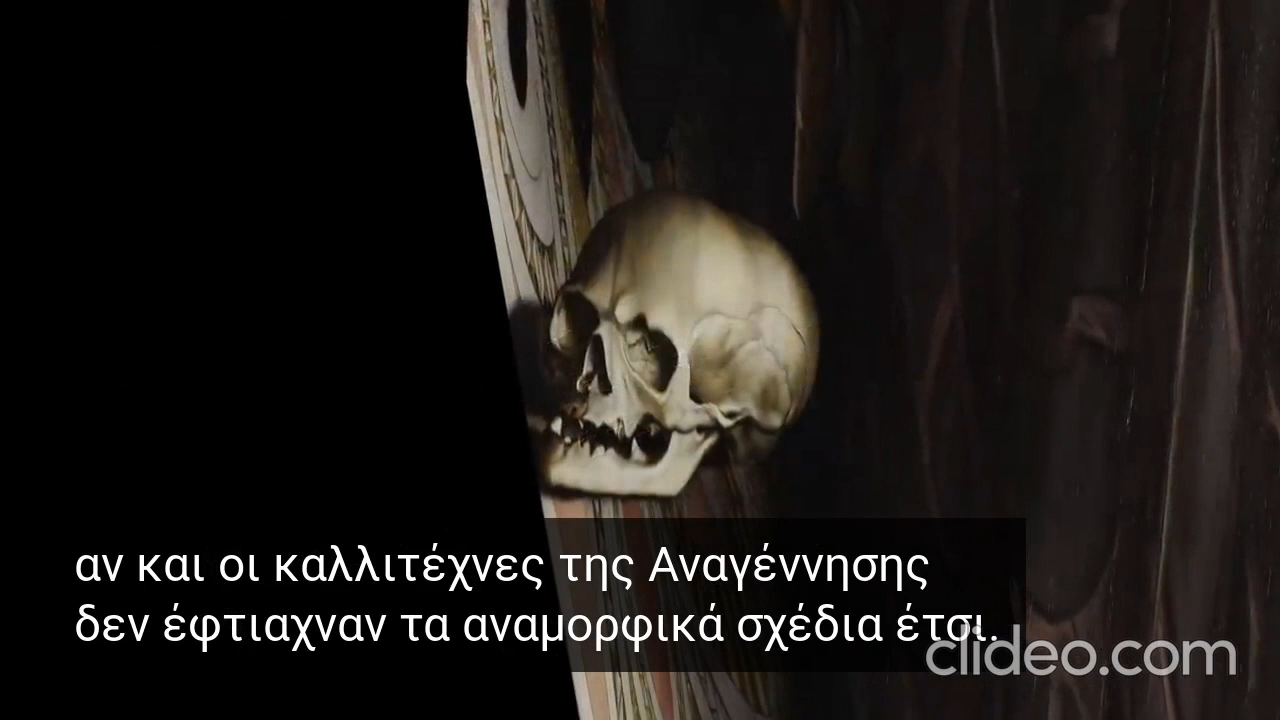 αν και οι καλλιτέχνες της Αναγέννησης
δεν έφτιαχναν τα αναμορφικά σχέδια έτσι.
clideo.com